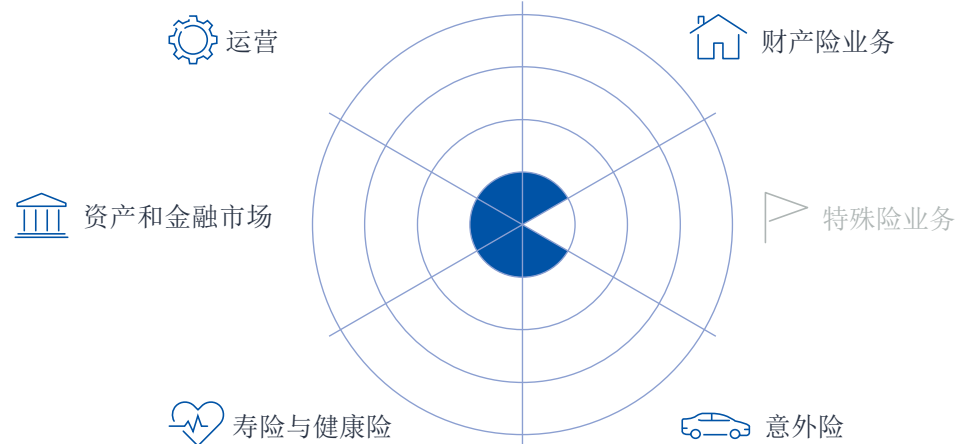 运营
财产险业务
资产和金融市场
特殊险业务
寿险与健康险
意外险